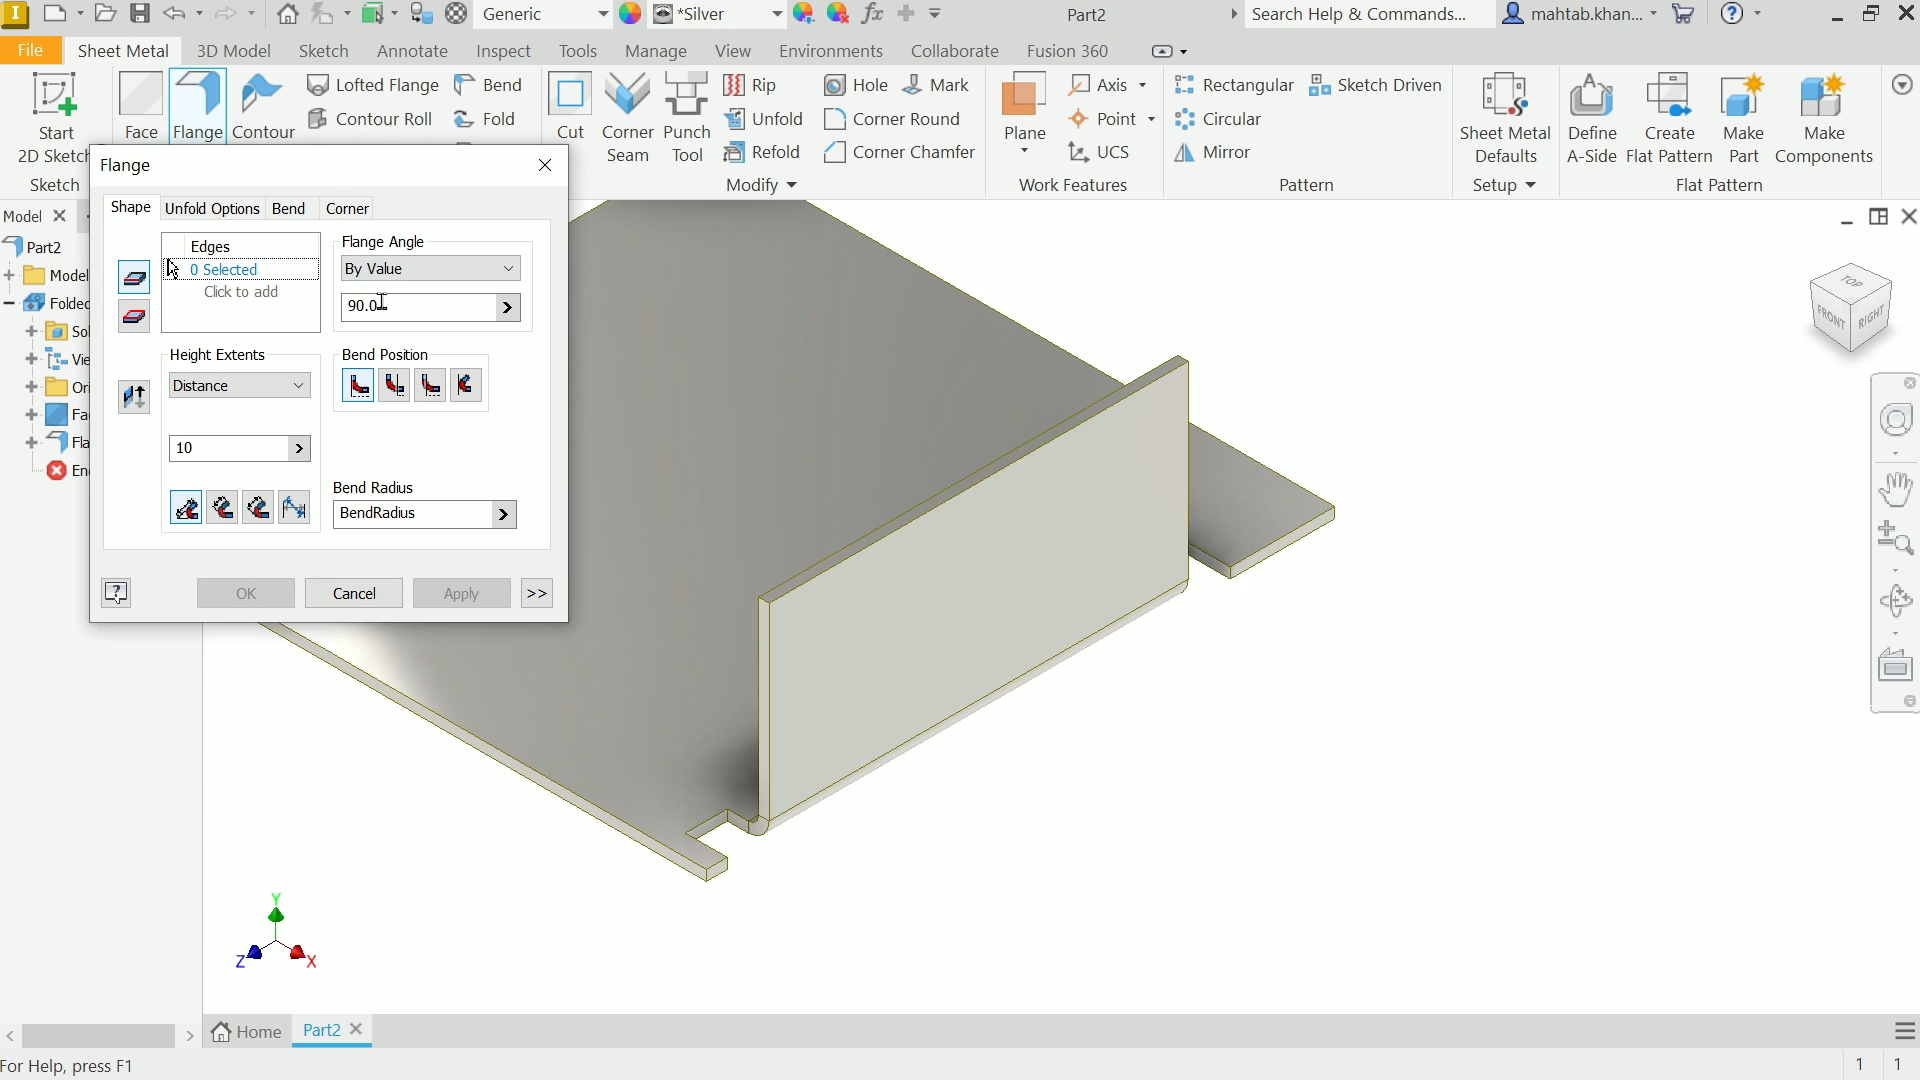 Generic
*Silver
Part2
Search Help & Commands...
mahtab.khan...
File
Sheet Metal
3D Model
Sketch
Annotate
Inspect
Tools
Manage
View
Environments
Collaborate
Fusion 360
Start
2D Sketch
Sketch
Face
Flange
Contour
Lofted Flange
Contour Roll
Bend
Fold
Cut
Corner
Seam
Punch
Tool
Rip
Unfold
Refold
Hole
Mark
Corner Round
Corner Chamfer
Modify
Plane
Axis
Point
UCS
Work Features
Rectangular
Sketch Driven
Circular
Mirror
Pattern
Sheet Metal
Defaults
Setup
Define
A-Side
Create
Flat Pattern
Make
Part
Make
Components
Flat Pattern
Model
Part2
Model
Folded
So
Vie
Ori
Fa
Fla
En
Flange
Shape
Unfold Options
Bend
Corner
Edges
0 Selected
Click to add
Flange Angle
By Value
90.0
Height Extents
Distance
10
Bend Position
Bend Radius
BendRadius
OK
Cancel
Apply
>>
TOP
FRONT
RIGHT
Y
Z
X
Home
Part2
For Help, press F1
1
1